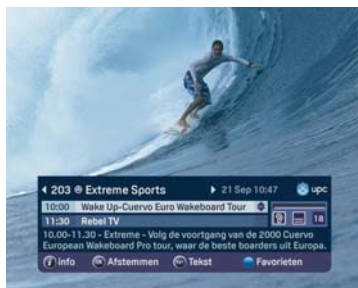 203 Extreme Sports 21 Sep 10:47 upc
10:00 Wake Up-Cuervo Euro Wakeboard Tour
11:30 Rebel TV 18
10.00-11.30 - Extreme - Volg de voortgang van de 2000 Cuervo
European Wakeboard Pro tour, waar de beste boarders uit Europa.
i info OK Afstemmen Tekst Favorieten